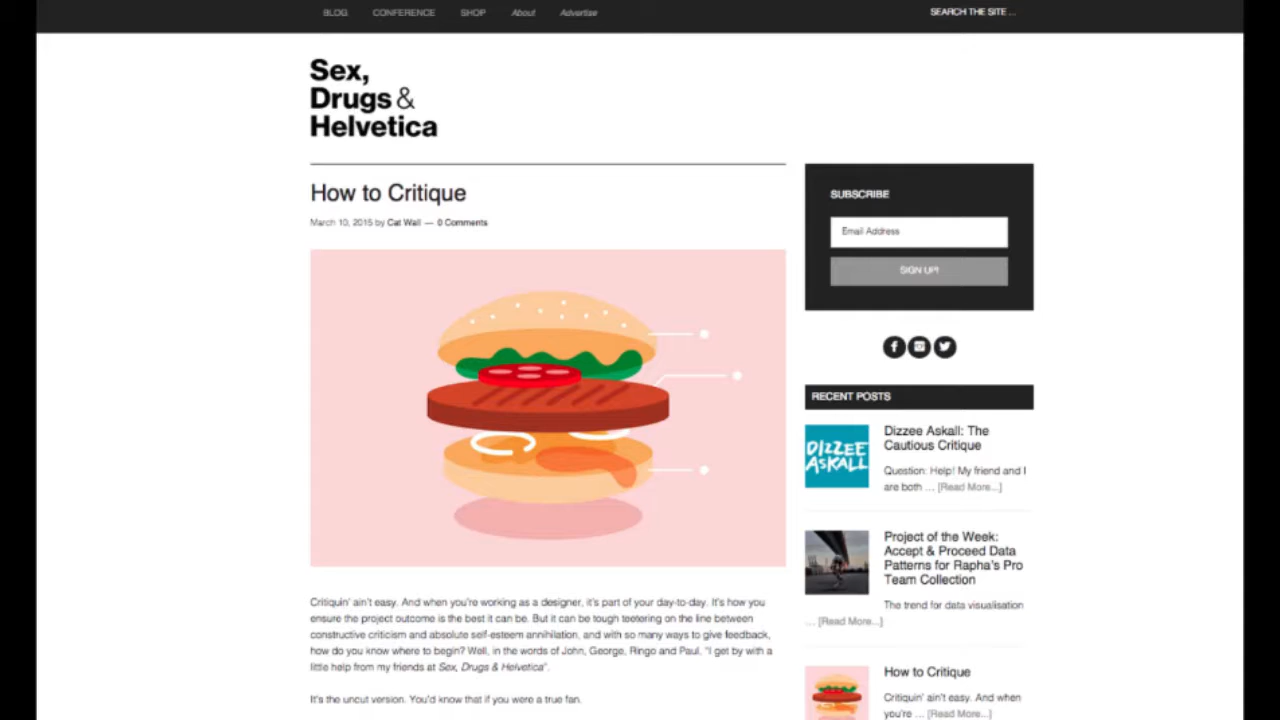 BLOG CONFERENCE SHOP About Advertise SEARCH THE SITE ...
Sex,
Drugs &
Helvetica
How to Critique
March 10, 2015 by Cat Wall — 0 Comments
Critiquin' ain't easy. And when you're working as a designer, it's part of your day-to-day. It's how you
ensure the project outcome is the best it can be. But it can be tough teetering on the line between
constructive criticism and absolute self-esteem annihilation, and with so many ways to give feedback,
how do you know where to begin? Well, in the words of John, George, Ringo and Paul, "I get by with a
little help from my friends at Sex, Drugs & Helvetica".
It's the uncut version. You'd know that if you were a true fan.
SUBSCRIBE
Email Address
SIGN UP!
RECENT POSTS
DIZZEE
ASKALL
Dizzee Askall: The
Cautious Critique
Question: Help! My friend and I
are both ... [Read More...]
Project of the Week:
Accept & Proceed Data
Patterns for Rapha's Pro
Team Collection
The trend for data visualisation
... [Read More...]
How to Critique
Critiquin' ain't easy. And when
you're ... [Read More...]